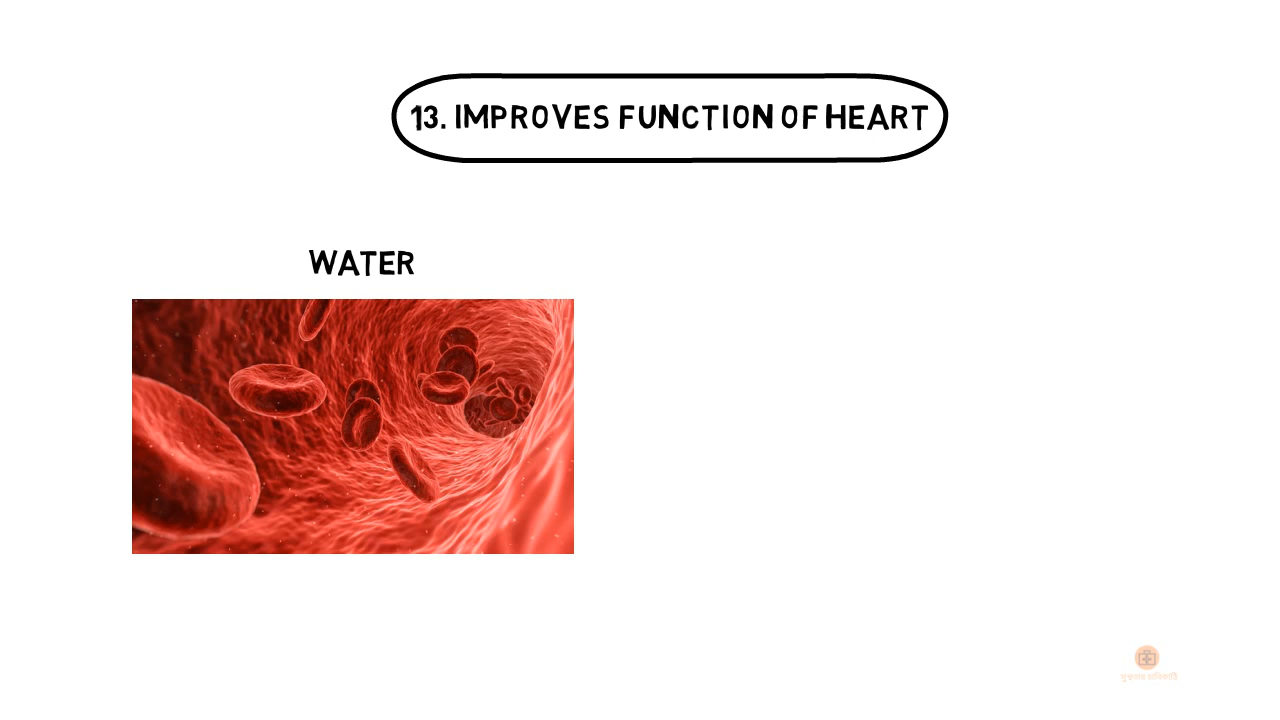 13. IMPROVES FUNCTION OF HEART
WATER